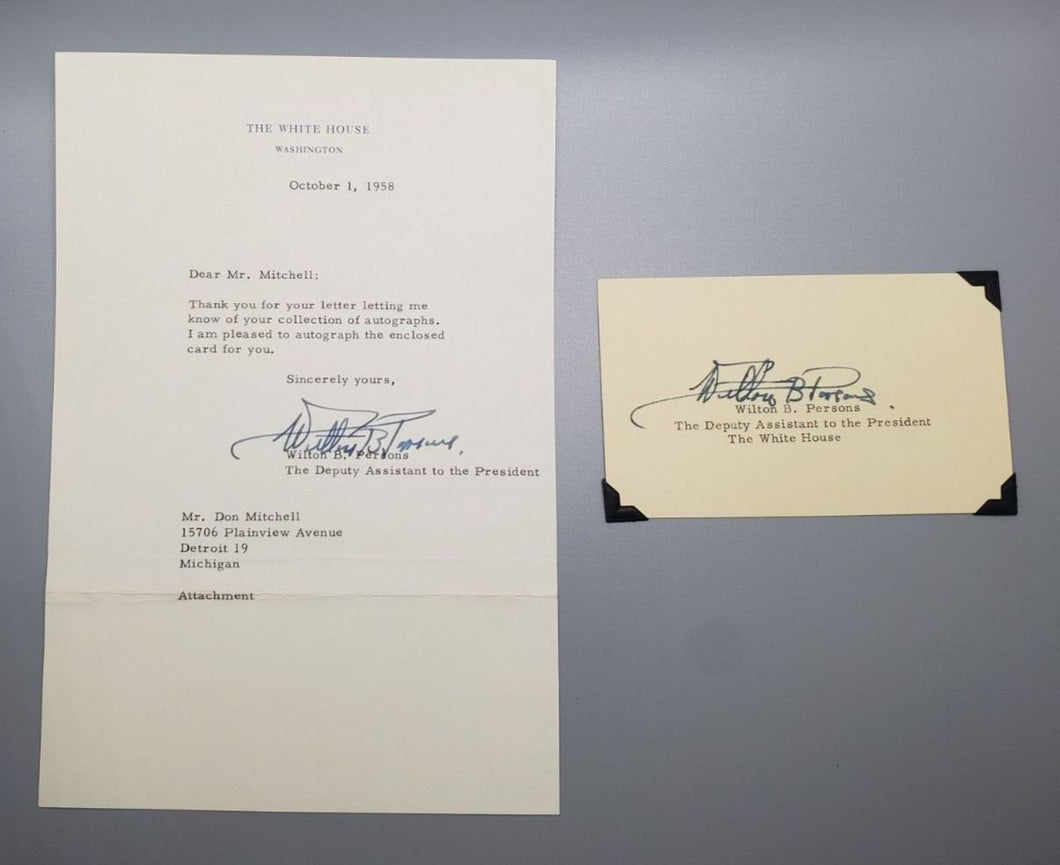 THE WHITE HOUSE
WASHINGTON
October 1, 1958
Dear Mr. Mitchell:
Thank you for your letter letting me
know of your collection of autographs.
I am pleased to autograph the enclosed
card for you.
Sincerely yours,
Wilton B. Persons
Wilton B. Persons
The Deputy Assistant to the President
Mr. Don Mitchell
15706 Plainview Avenue
Detroit 19
Michigan
Attachment
Wilton B. Persons
Wilton B. Persons
The Deputy Assistant to the President
The White House